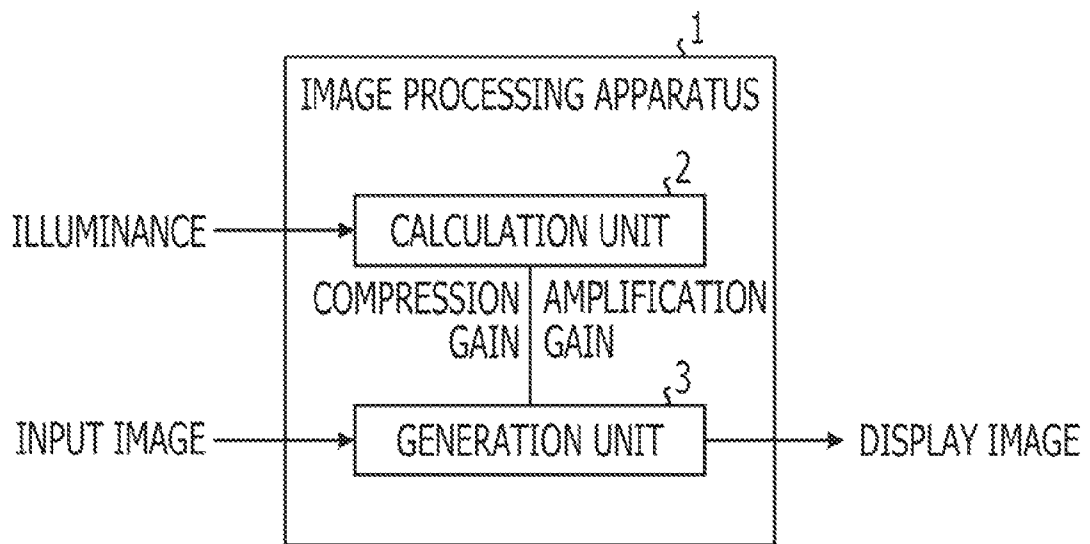 1
IMAGE PROCESSING APPARATUS
2
ILLUMINANCE
CALCULATION UNIT
COMPRESSION GAIN
AMPLIFICATION GAIN
3
INPUT IMAGE
GENERATION UNIT
DISPLAY IMAGE